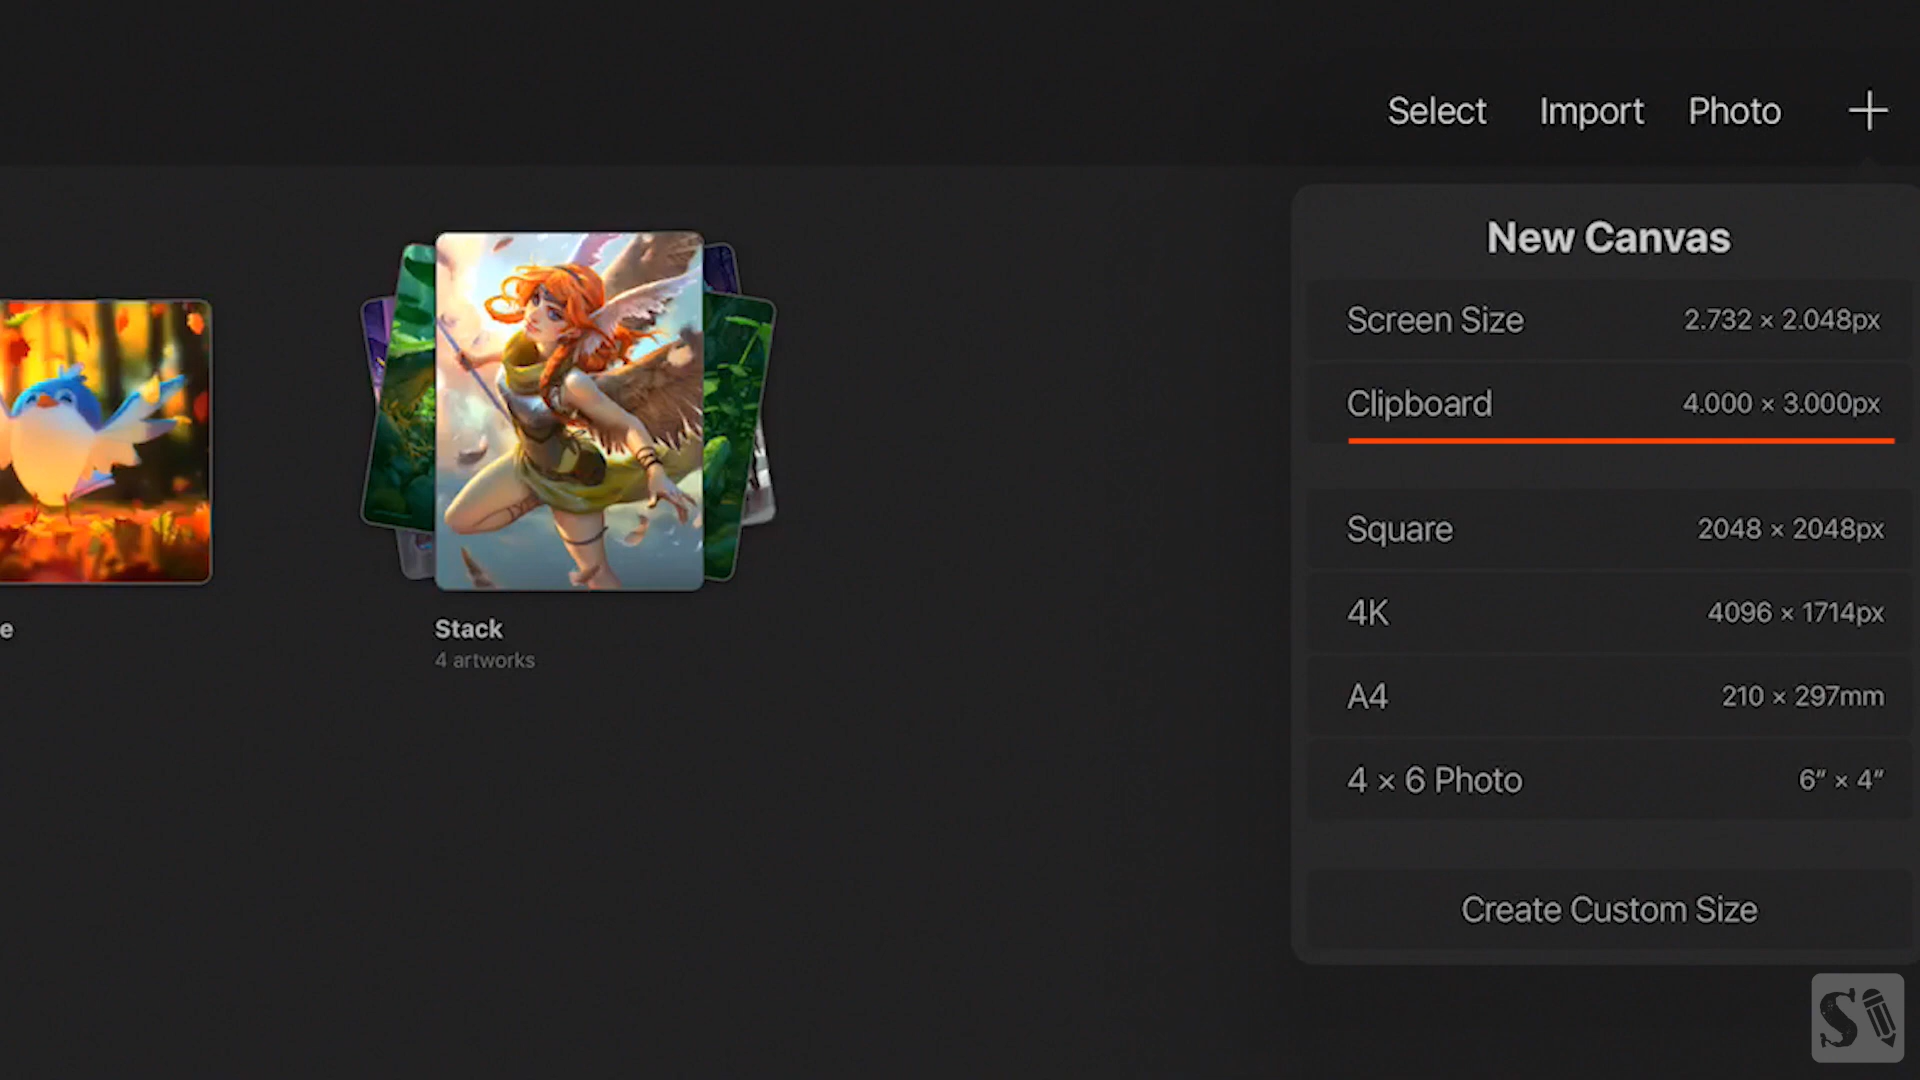 Select Import Photo +
New Canvas
Screen Size 2.732 × 2.048px
Clipboard 4.000 × 3.000px
Square 2048 × 2048px
4K 4096 × 1714px
A4 210 × 297mm
4 × 6 Photo 6" × 4"
Create Custom Size
e
Stack
4 artworks
S